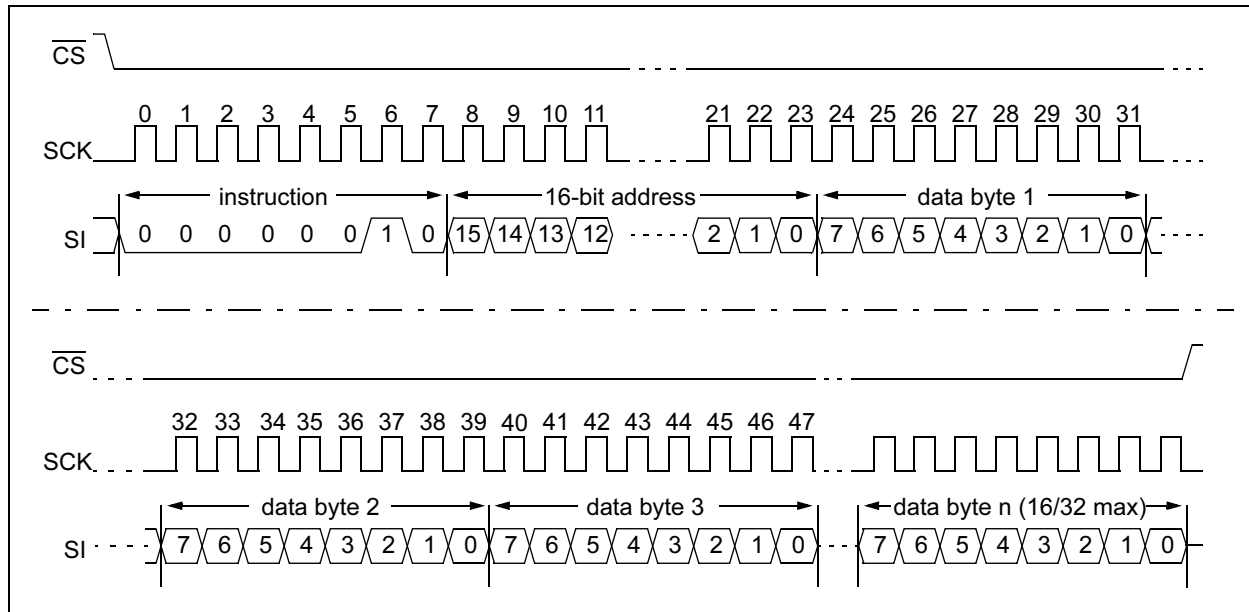 CS
0 1 2 3 4 5 6 7 8 9 10 11 21 22 23 24 25 26 27 28 29 30 31
SCK
instruction 16-bit address data byte 1
SI 0 0 0 0 0 0 1 0 15 14 13 12 2 1 0 7 6 5 4 3 2 1 0
CS
32 33 34 35 36 37 38 39 40 41 42 43 44 45 46 47
SCK
data byte 2 data byte 3 data byte n (16/32 max)
SI 7 6 5 4 3 2 1 0 7 6 5 4 3 2 1 0 7 6 5 4 3 2 1 0